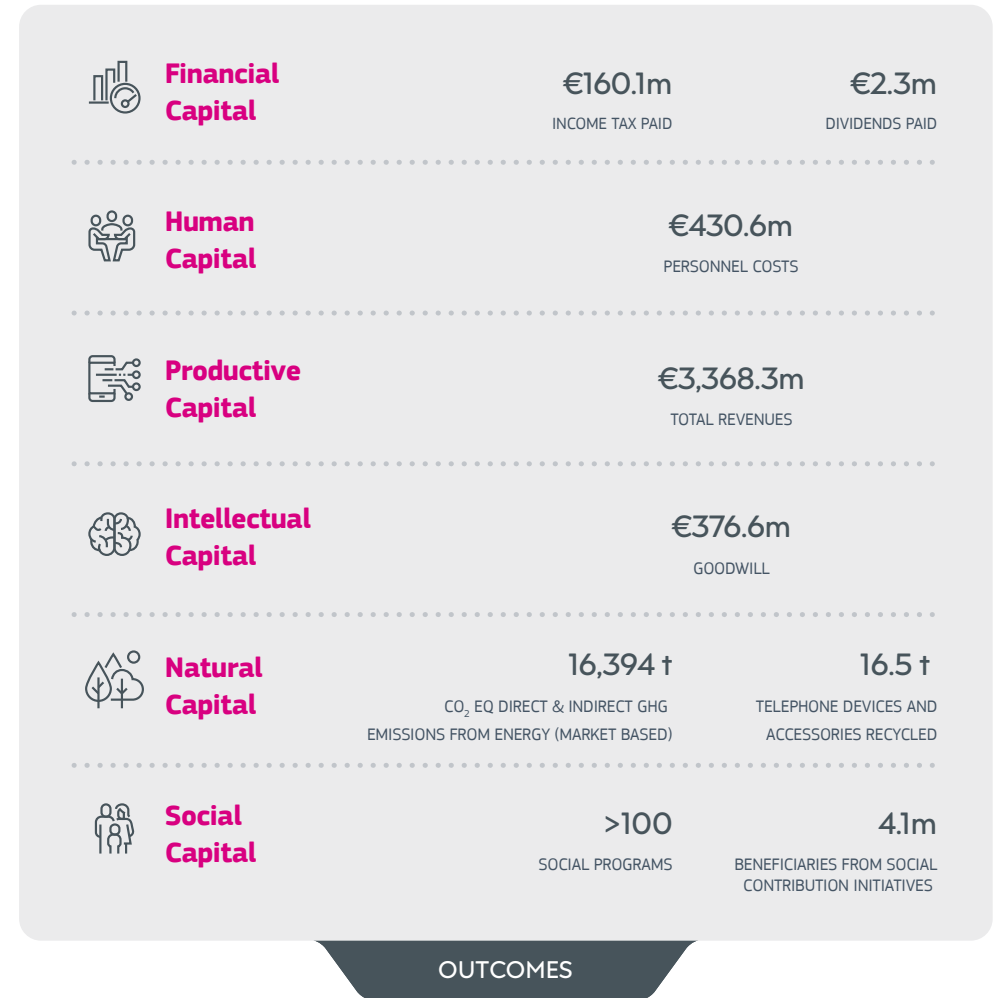 Financial
Capital
€160.1m
INCOME TAX PAID
€2.3m
DIVIDENDS PAID
Human
Capital
€430.6m
PERSONNEL COSTS
Productive
Capital
€3,368.3m
TOTAL REVENUES
Intellectual
Capital
€376.6m
GOODWILL
Natural
Capital
16,394 t
CO₂ EQ DIRECT & INDIRECT GHG
EMISSIONS FROM ENERGY (MARKET BASED)
16.5 t
TELEPHONE DEVICES AND
ACCESSORIES RECYCLED
Social
Capital
>100
SOCIAL PROGRAMS
4.1m
BENEFICIARIES FROM SOCIAL
CONTRIBUTION INITIATIVES
OUTCOMES